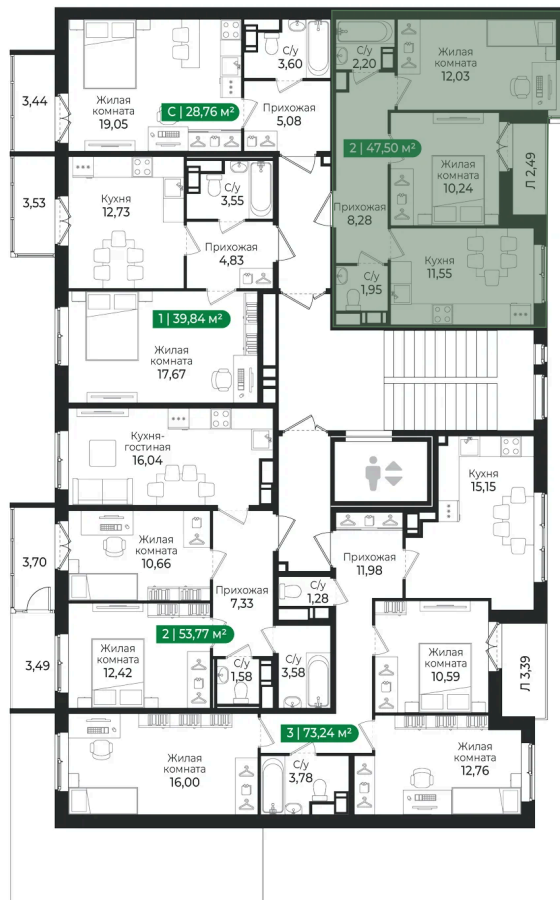 3,44
Жилая
комната
19,05
С/у
3,60
Прихожая
5,08
С | 28,76 м²
С/у
2,20
Жилая
комната
12,03
2 | 47,50 м²
Жилая
комната
10,24
Л 2,49
Прихожая
8,28
Кухня
11,55
С/у
1,95
3,53
Кухня
12,73
С/у
3,55
Прихожая
4,83
1 | 39,84 м²
Жилая
комната
17,67
Кухня-
гостиная
16,04
Кухня
15,15
3,70
Жилая
комната
10,66
Прихожая
11,98
7,33
С/у
1,28
2 | 53,77 м²
3,49
Жилая
комната
12,42
С/у
1,58
С/у
3,58
Жилая
комната
10,59
Л 3,39
3 | 73,24 м²
Жилая
комната
16,00
С/у
3,78
Жилая
комната
12,76